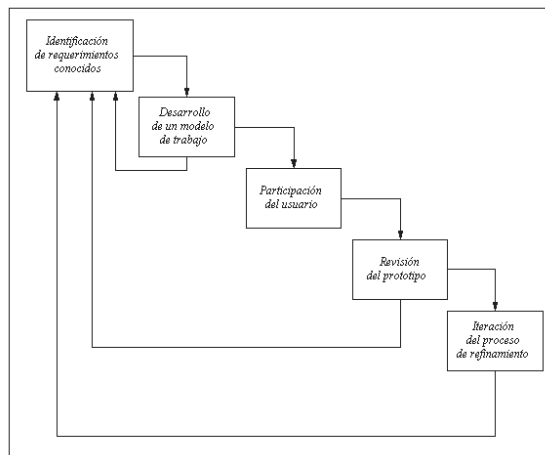 Identificación
de requerimientos
conocidos
Desarrollo
de un modelo
de trabajo
Participación
del usuario
Revisión
del prototipo
Iteración
del proceso
de refinamiento